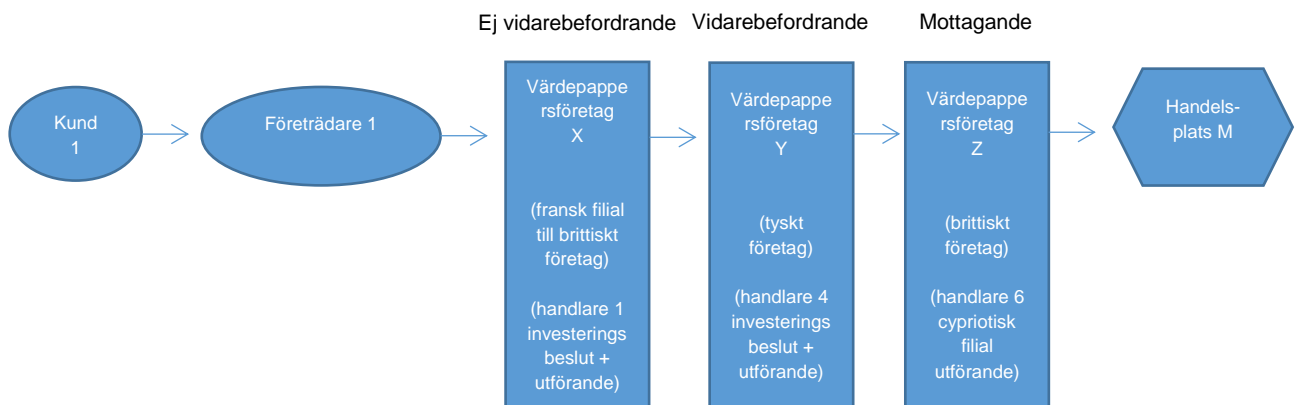 Ej vidarebefordrande
Vidarebefordrande
Mottagande
Kund
1
Företrädare 1
Värdepappe
rsföretag
X
(fransk filial
till brittiskt
företag)
(handlare 1
investerings
beslut +
utförande)
Värdepappe
rsföretag
Y
(tyskt
företag)
(handlare 4
investerings
beslut +
utförande)
Värdepappe
rsföretag
Z
(brittiskt
företag)
(handlare 6
cypriotisk
filial
utförande)
Handels-
plats M